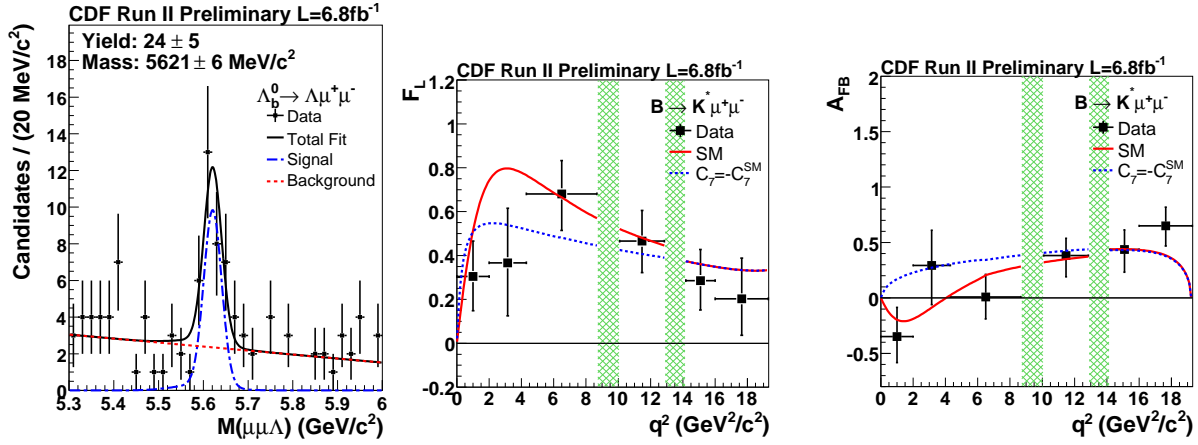 CDF Run II Preliminary L=6.8fb⁻¹
Yield: 24 ± 5
Mass: 5621 ± 6 MeV/c²
Λ_b⁰ → Λμ⁺μ⁻
Data
Total Fit
Signal
Background
Candidates / (20 MeV/c²)
18
16
14
12
10
8
6
4
2
0
5.3 5.4 5.5 5.6 5.7 5.8 5.9 6
M(μμΛ) (GeV/c²)
CDF Run II Preliminary L=6.8fb⁻¹
F_L
B → K*μ⁺μ⁻
Data
SM
C₇=-C₇^SM
1.2
1
0.8
0.6
0.4
0.2
0
-0.2
0 2 4 6 8 10 12 14 16 18
q² (GeV²/c²)
CDF Run II Preliminary L=6.8fb⁻¹
A_FB
B → K*μ⁺μ⁻
Data
SM
C₇=-C₇^SM
2
1.5
1
0.5
0
-0.5
0 2 4 6 8 10 12 14 16 18
q² (GeV²/c²)